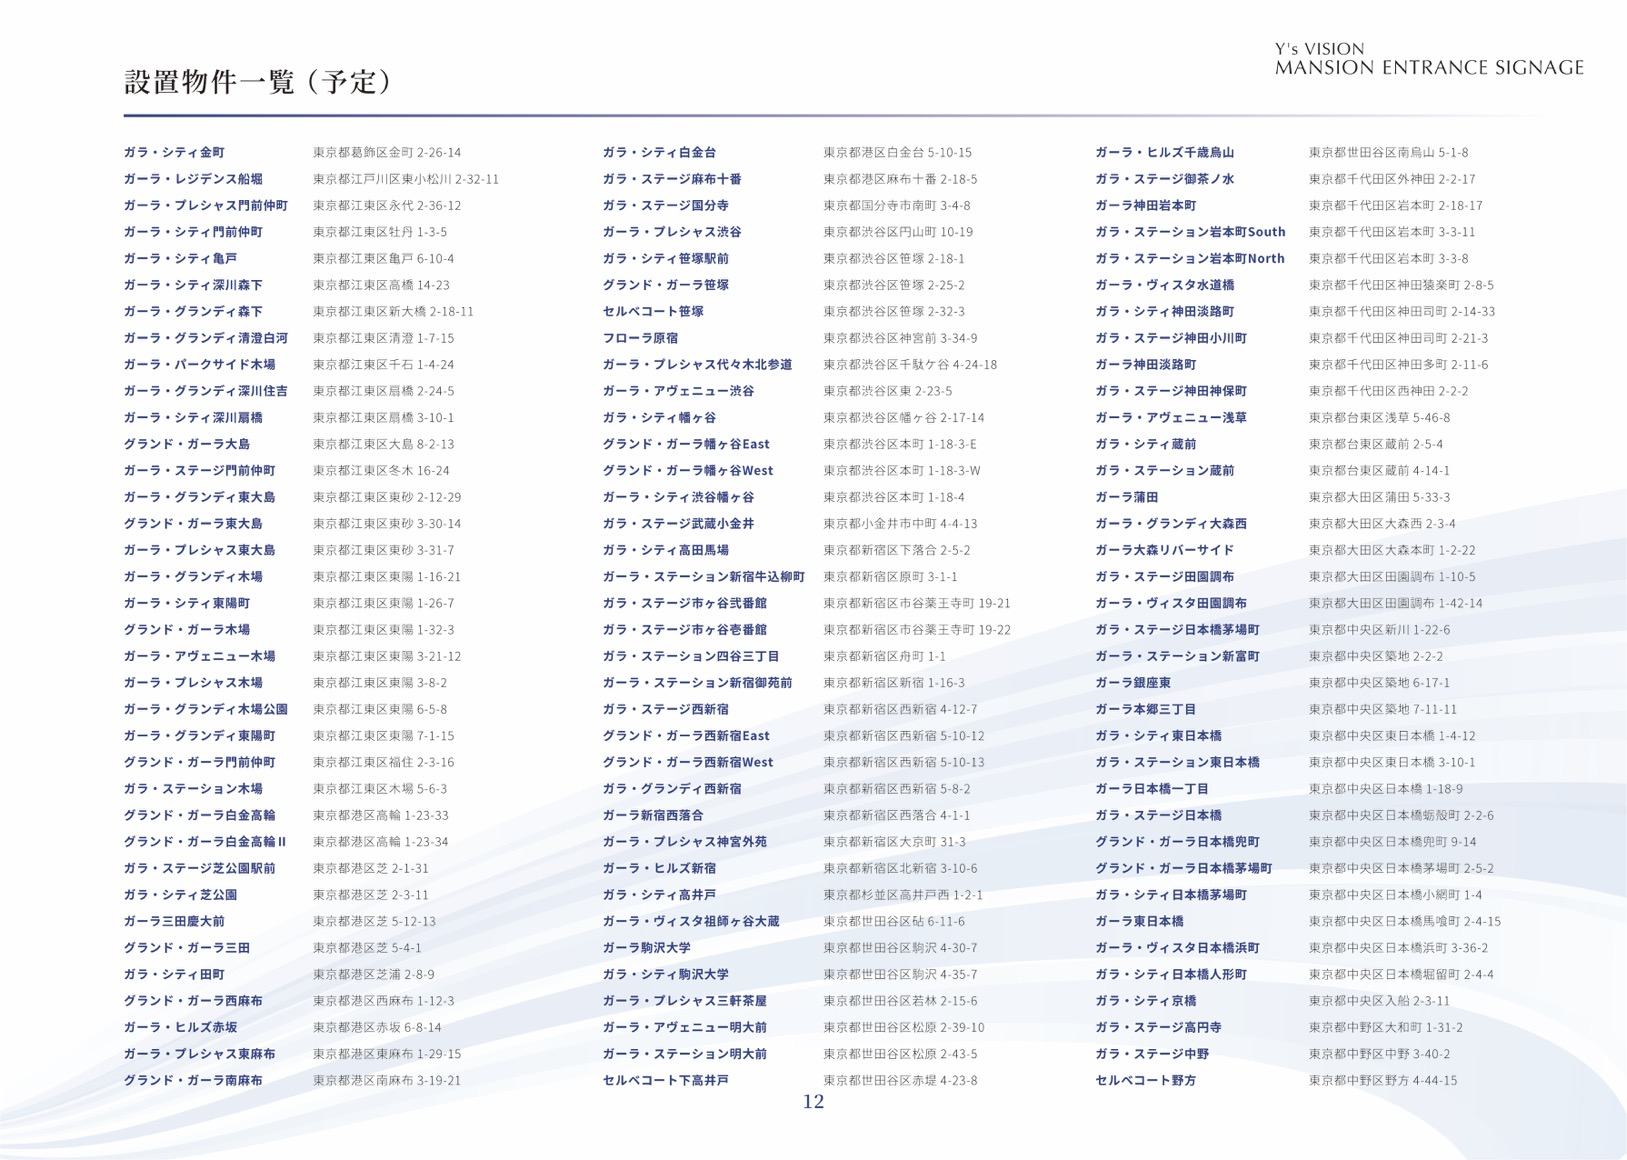 Y's VISION
MANSION ENTRANCE SIGNAGE
設置物件一覧（予定）
ガラ・シティ金町 東京都葛飾区金町 2-26-14
ガーラ・レジデンス船堀 東京都江戸川区東小松川 2-32-11
ガーラ・プレシャス門前仲町 東京都江東区永代 2-36-12
ガーラ・シティ門前仲町 東京都江東区牡丹 1-3-5
ガーラ・シティ亀戸 東京都江東区亀戸 6-10-4
ガーラ・シティ深川森下 東京都江東区高橋 14-23
ガーラ・グランディ森下 東京都江東区新大橋 2-18-11
ガーラ・グランディ清澄白河 東京都江東区清澄 1-7-15
ガーラ・パークサイド木場 東京都江東区千石 1-4-24
ガーラ・グランディ深川住吉 東京都江東区扇橋 2-24-5
ガーラ・シティ深川扇橋 東京都江東区扇橋 3-10-1
グランド・ガーラ大島 東京都江東区大島 8-2-13
ガーラ・ステージ門前仲町 東京都江東区冬木 16-24
ガーラ・グランディ東大島 東京都江東区東砂 2-12-29
グランド・ガーラ東大島 東京都江東区東砂 3-30-14
ガーラ・プレシャス東大島 東京都江東区東砂 3-31-7
ガーラ・グランディ木場 東京都江東区東陽 1-16-21
ガーラ・シティ東陽町 東京都江東区東陽 1-26-7
グランド・ガーラ木場 東京都江東区東陽 1-32-3
ガーラ・アヴェニュー木場 東京都江東区東陽 3-21-12
ガーラ・プレシャス木場 東京都江東区東陽 3-8-2
ガーラ・グランディ木場公園 東京都江東区東陽 6-5-8
ガーラ・グランディ東陽町 東京都江東区東陽 7-1-15
グランド・ガーラ門前仲町 東京都江東区福住 2-3-16
ガラ・ステーション木場 東京都江東区木場 5-6-3
グランド・ガーラ白金高輪 東京都港区高輪 1-23-33
グランド・ガーラ白金高輪Ⅱ 東京都港区高輪 1-23-34
ガラ・ステージ芝公園駅前 東京都港区芝 2-1-31
ガラ・シティ芝公園 東京都港区芝 2-3-11
ガーラ三田慶大前 東京都港区芝 5-12-13
グランド・ガーラ三田 東京都港区芝 5-4-1
ガラ・シティ田町 東京都港区芝浦 2-8-9
グランド・ガーラ西麻布 東京都港区西麻布 1-12-3
ガーラ・ヒルズ赤坂 東京都港区赤坂 6-8-14
ガーラ・プレシャス東麻布 東京都港区東麻布 1-29-15
グランド・ガーラ南麻布 東京都港区南麻布 3-19-21
ガラ・シティ白金台 東京都港区白金台 5-10-15
ガラ・ステージ麻布十番 東京都港区麻布十番 2-18-5
ガラ・ステージ国分寺 東京都国分寺市南町 3-4-8
ガーラ・プレシャス渋谷 東京都渋谷区円山町 10-19
ガラ・シティ笹塚駅前 東京都渋谷区笹塚 2-18-1
グランド・ガーラ笹塚 東京都渋谷区笹塚 2-25-2
セルベコート笹塚 東京都渋谷区笹塚 2-32-3
フローラ原宿 東京都渋谷区神宮前 3-34-9
ガーラ・プレシャス代々木北参道 東京都渋谷区千駄ケ谷 4-24-18
ガーラ・アヴェニュー渋谷 東京都渋谷区東 2-23-5
ガラ・シティ幡ヶ谷 東京都渋谷区幡ヶ谷 2-17-14
グランド・ガーラ幡ヶ谷East 東京都渋谷区本町 1-18-3-E
グランド・ガーラ幡ヶ谷West 東京都渋谷区本町 1-18-3-W
ガーラ・シティ渋谷幡ヶ谷 東京都渋谷区本町 1-18-4
ガラ・ステージ武蔵小金井 東京都小金井市中町 4-4-13
ガラ・シティ高田馬場 東京都新宿区下落合 2-5-2
ガーラ・ステーション新宿牛込柳町 東京都新宿区原町 3-1-1
ガラ・ステージ市ヶ谷弐番館 東京都新宿区市谷薬王寺町 19-21
ガラ・ステージ市ヶ谷壱番館 東京都新宿区市谷薬王寺町 19-22
ガラ・ステーション四谷三丁目 東京都新宿区舟町 1-1
ガーラ・ステーション新宿御苑前 東京都新宿区新宿 1-16-3
ガラ・ステージ西新宿 東京都新宿区西新宿 4-12-7
グランド・ガーラ西新宿East 東京都新宿区西新宿 5-10-12
グランド・ガーラ西新宿West 東京都新宿区西新宿 5-10-13
ガラ・グランディ西新宿 東京都新宿区西新宿 5-8-2
ガーラ新宿西落合 東京都新宿区西落合 4-1-1
ガーラ・プレシャス神宮外苑 東京都新宿区大京町 31-3
ガーラ・ヒルズ新宿 東京都新宿区北新宿 3-10-6
ガラ・シティ高井戸 東京都杉並区高井戸西 1-2-1
ガーラ・ヴィスタ祖師ヶ谷大蔵 東京都世田谷区砧 6-11-6
ガーラ駒沢大学 東京都世田谷区駒沢 4-30-7
ガラ・シティ駒沢大学 東京都世田谷区駒沢 4-35-7
ガーラ・プレシャス三軒茶屋 東京都世田谷区若林 2-15-6
ガーラ・アヴェニュー明大前 東京都世田谷区松原 2-39-10
ガーラ・ステーション明大前 東京都世田谷区松原 2-43-5
セルベコート下高井戸 東京都世田谷区赤堤 4-23-8
ガーラ・ヒルズ千歳烏山 東京都世田谷区南烏山 5-1-8
ガラ・ステージ御茶ノ水 東京都千代田区外神田 2-2-17
ガーラ神田岩本町 東京都千代田区岩本町 2-18-17
ガラ・ステーション岩本町South 東京都千代田区岩本町 3-3-11
ガラ・ステーション岩本町North 東京都千代田区岩本町 3-3-8
ガーラ・ヴィスタ水道橋 東京都千代田区神田猿楽町 2-8-5
ガラ・シティ神田淡路町 東京都千代田区神田司町 2-14-33
ガラ・ステージ神田小川町 東京都千代田区神田司町 2-21-3
ガーラ神田淡路町 東京都千代田区神田多町 2-11-6
ガラ・ステージ神田神保町 東京都千代田区西神田 2-2-2
ガーラ・アヴェニュー浅草 東京都台東区浅草 5-46-8
ガラ・シティ蔵前 東京都台東区蔵前 2-5-4
ガラ・ステーション蔵前 東京都台東区蔵前 4-14-1
ガーラ蒲田 東京都大田区蒲田 5-33-3
ガーラ・グランディ大森西 東京都大田区大森西 2-3-4
ガーラ大森リバーサイド 東京都大田区大森本町 1-2-22
ガラ・ステージ田園調布 東京都大田区田園調布 1-10-5
ガーラ・ヴィスタ田園調布 東京都大田区田園調布 1-42-14
ガラ・ステージ日本橋茅場町 東京都中央区新川 1-22-6
ガーラ・ステーション新富町 東京都中央区築地 2-2-2
ガーラ銀座東 東京都中央区築地 6-17-1
ガーラ本郷三丁目 東京都中央区築地 7-11-11
ガラ・シティ東日本橋 東京都中央区東日本橋 1-4-12
ガラ・ステーション東日本橋 東京都中央区東日本橋 3-10-1
ガーラ日本橋一丁目 東京都中央区日本橋 1-18-9
ガラ・ステージ日本橋 東京都中央区日本橋蛎殻町 2-2-6
グランド・ガーラ日本橋兜町 東京都中央区日本橋兜町 9-14
グランド・ガーラ日本橋茅場町 東京都中央区日本橋茅場町 2-5-2
ガラ・シティ日本橋茅場町 東京都中央区日本橋小網町 1-4
ガーラ東日本橋 東京都中央区日本橋馬喰町 2-4-15
ガーラ・ヴィスタ日本橋浜町 東京都中央区日本橋浜町 3-36-2
ガラ・シティ日本橋人形町 東京都中央区日本橋堀留町 2-4-4
ガラ・シティ京橋 東京都中央区入船 2-3-11
ガラ・ステージ高円寺 東京都中野区大和町 1-31-2
ガラ・ステージ中野 東京都中野区中野 3-40-2
セルベコート野方 東京都中野区野方 4-44-15
12